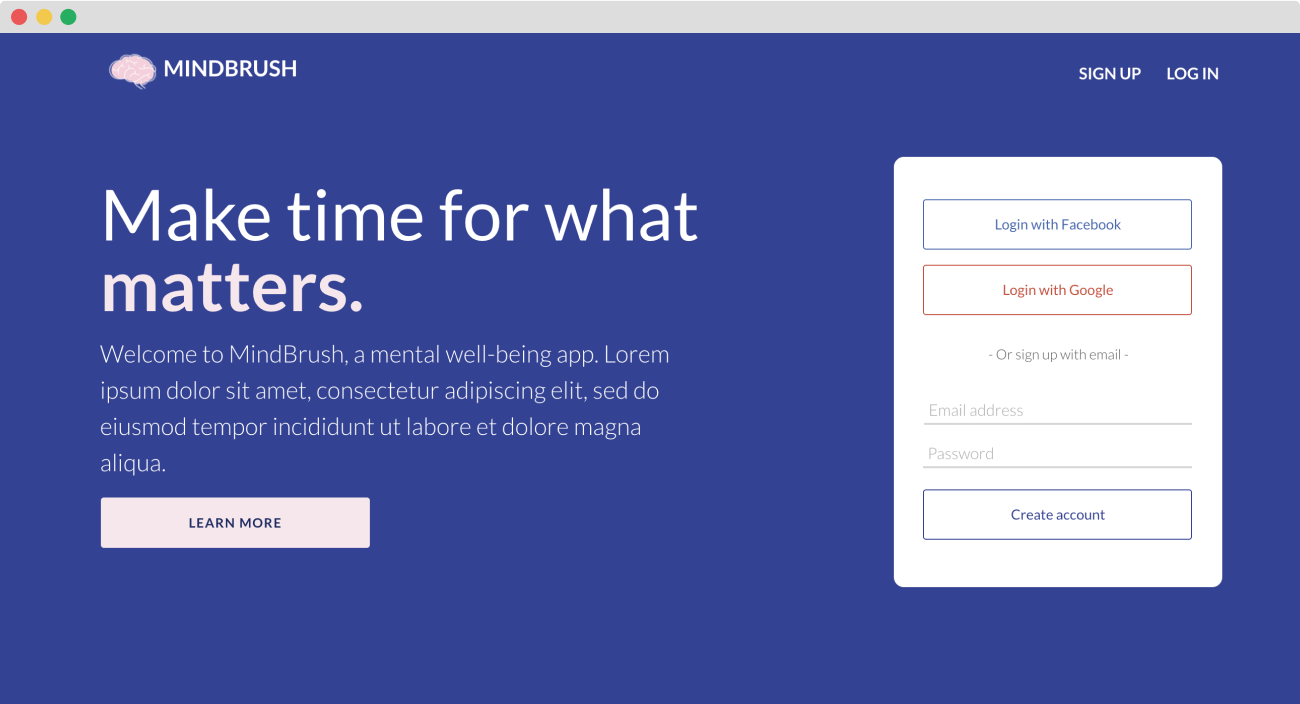 MINDBRUSH
SIGN UP
LOG IN
Make time for what
matters.
Welcome to MindBrush, a mental well-being app. Lorem
ipsum dolor sit amet, consectetur adipiscing elit, sed do
eiusmod tempor incididunt ut labore et dolore magna
aliqua.
LEARN MORE
Login with Facebook
Login with Google
- Or sign up with email -
Email address
Password
Create account